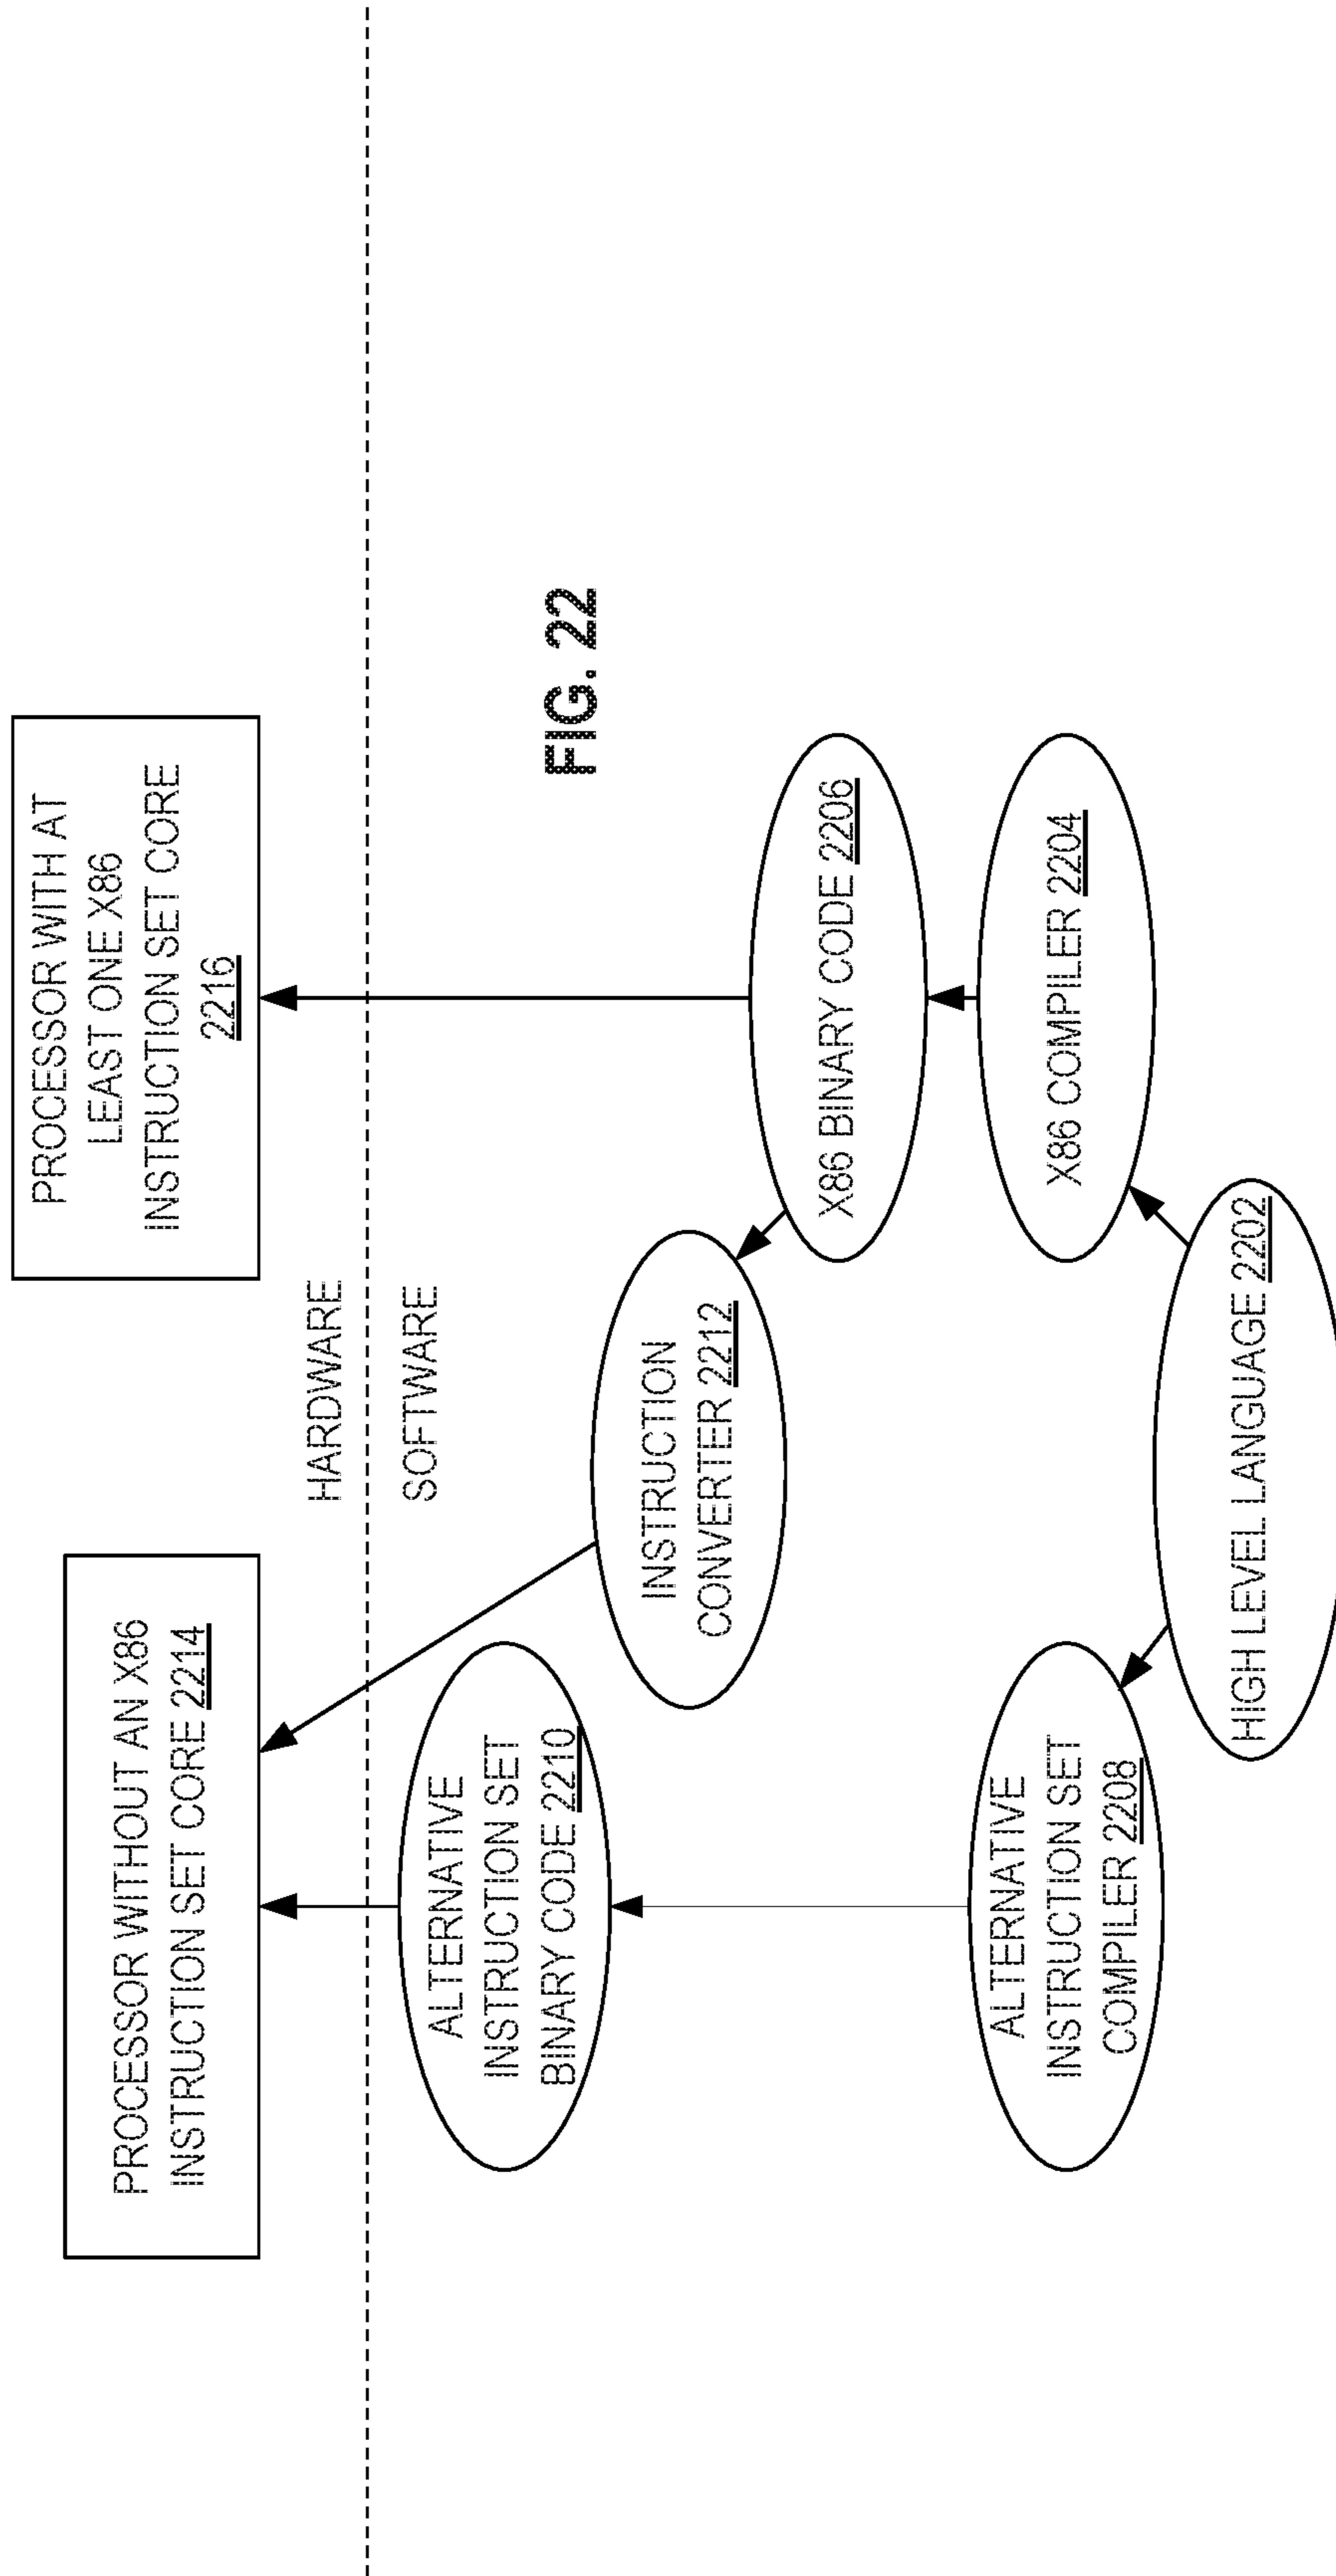 PROCESSOR WITHOUT AN X86
INSTRUCTION SET CORE 2214
PROCESSOR WITH AT
LEAST ONE X86
INSTRUCTION SET CORE
2216
HARDWARE
SOFTWARE
ALTERNATIVE
INSTRUCTION SET
BINARY CODE 2210
INSTRUCTION
CONVERTER 2212
FIG. 22
X86 BINARY CODE 2206
ALTERNATIVE
INSTRUCTION SET
COMPILER 2208
X86 COMPILER 2204
HIGH LEVEL LANGUAGE 2202